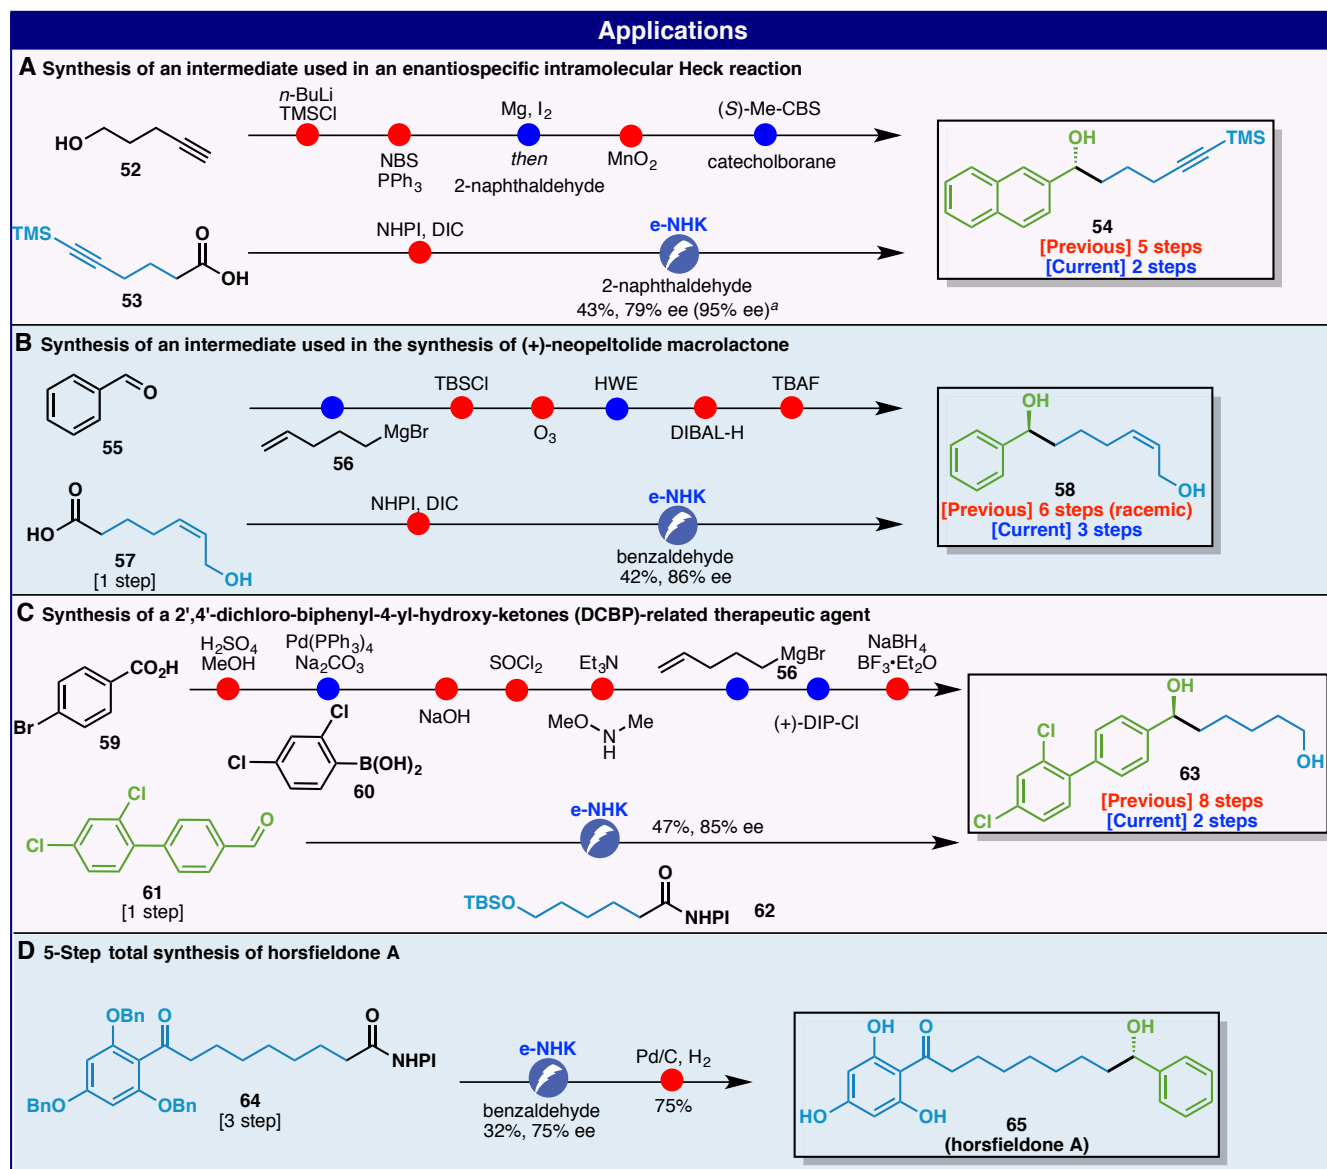 Applications
A Synthesis of an intermediate used in an enantiospecific intramolecular Heck reaction
HO
52
n-BuLi
TMSCl
NBS
PPh3
Mg, I2
then
2-naphthaldehyde
MnO2
(S)-Me-CBS
catecholborane
OH
TMS
54
[Previous] 5 steps
[Current] 2 steps
TMS
O
OH
53
NHPI, DIC
e-NHK
2-naphthaldehyde
43%, 79% ee (95% ee)a
B Synthesis of an intermediate used in the synthesis of (+)-neopeltolide macrolactone
O
55
MgBr
56
TBSCl
O3
HWE
DIBAL-H
TBAF
OH
OH
58
[Previous] 6 steps (racemic)
[Current] 3 steps
O
HO
OH
57
[1 step]
NHPI, DIC
e-NHK
benzaldehyde
42%, 86% ee
C Synthesis of a 2',4'-dichloro-biphenyl-4-yl-hydroxy-ketones (DCBP)-related therapeutic agent
CO2H
Br
59
H2SO4
MeOH
Pd(PPh3)4
Na2CO3
Cl
Cl
B(OH)2
60
NaOH
SOCl2
Et3N
MeO
N
H
Me
MgBr
56
(+)-DIP-Cl
NaBH4
BF3•Et2O
OH
Cl
Cl
OH
63
[Previous] 8 steps
[Current] 2 steps
Cl
Cl
O
61
[1 step]
e-NHK
47%, 85% ee
TBSO
O
NHPI
62
D 5-Step total synthesis of horsfieldone A
OBn
O
O
NHPI
BnO
OBn
64
[3 step]
e-NHK
benzaldehyde
32%, 75% ee
Pd/C, H2
75%
OH
O
OH
HO
OH
65
(horsfieldone A)